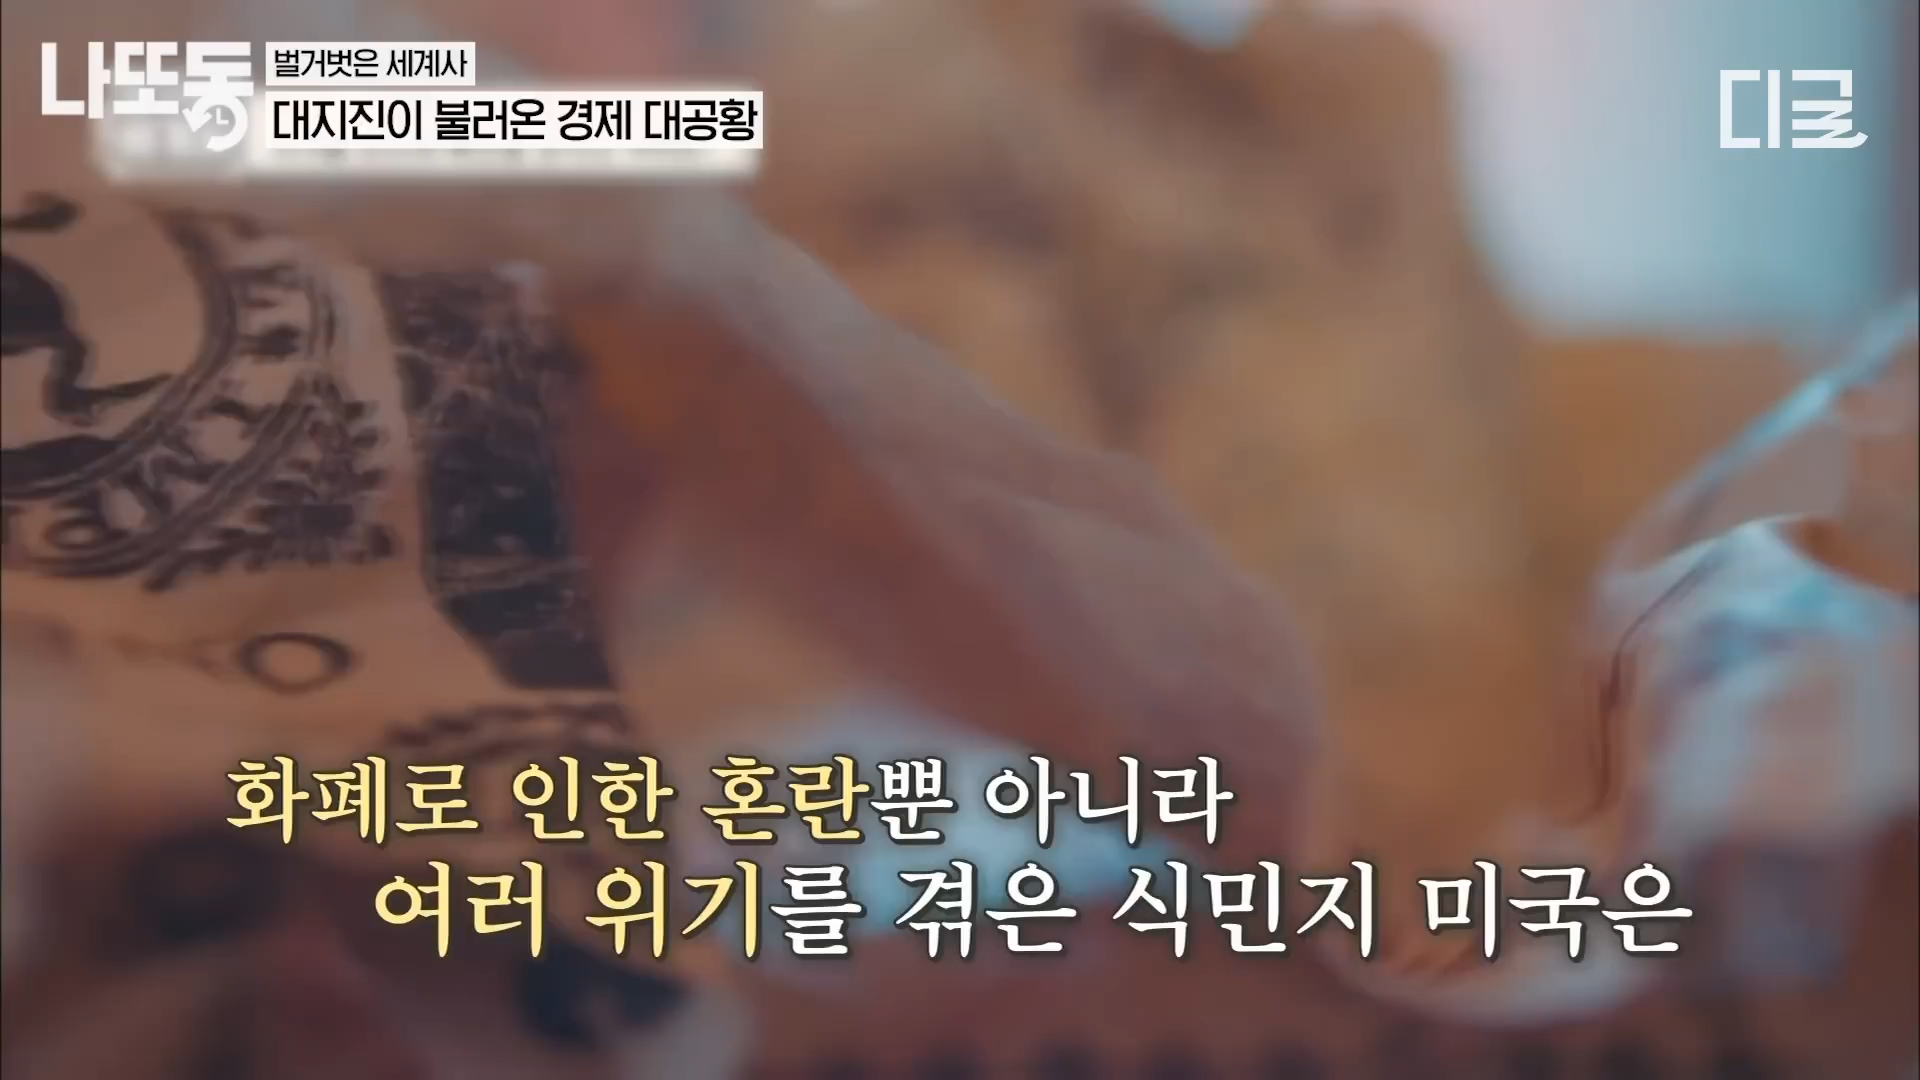 나또동
벌거벗은 세계사
대지진이 불러온 경제 대공황
디글
화폐로 인한 혼란뿐 아니라
여러 위기를 겪은 식민지 미국은